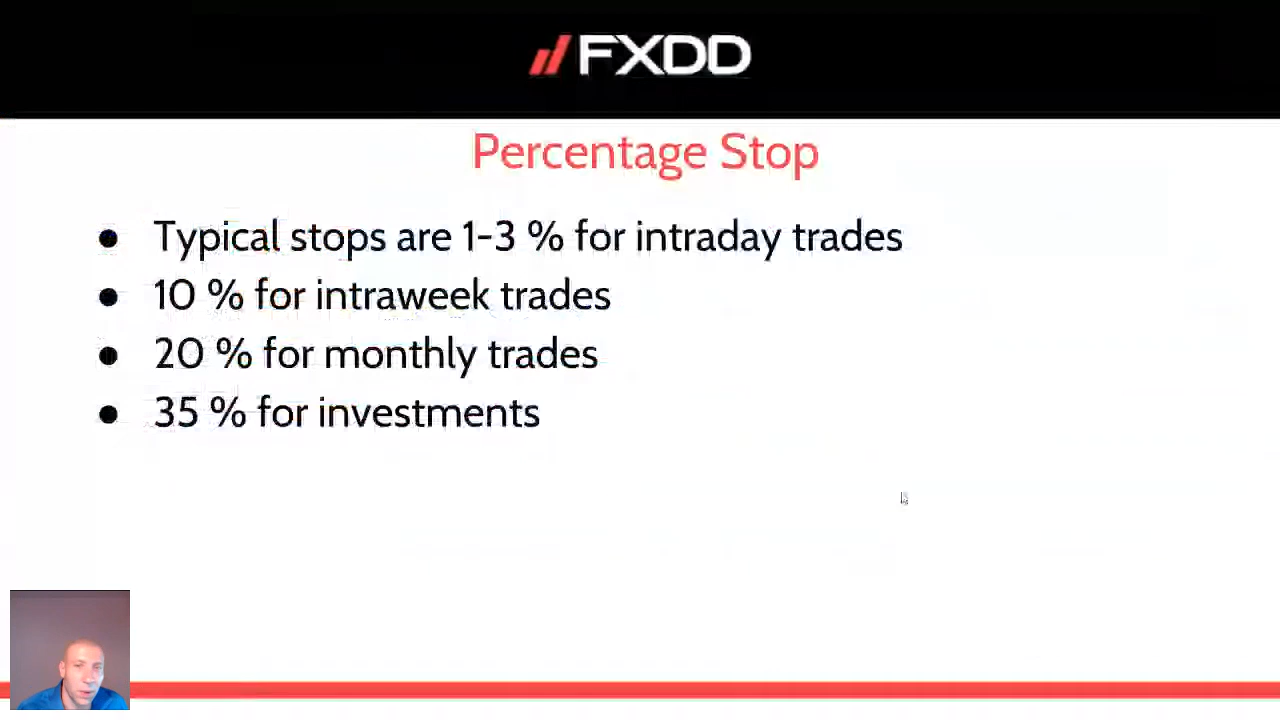 FXDD
Percentage Stop
● Typical stops are 1-3 % for intraday trades
● 10 % for intraweek trades
● 20 % for monthly trades
● 35 % for investments